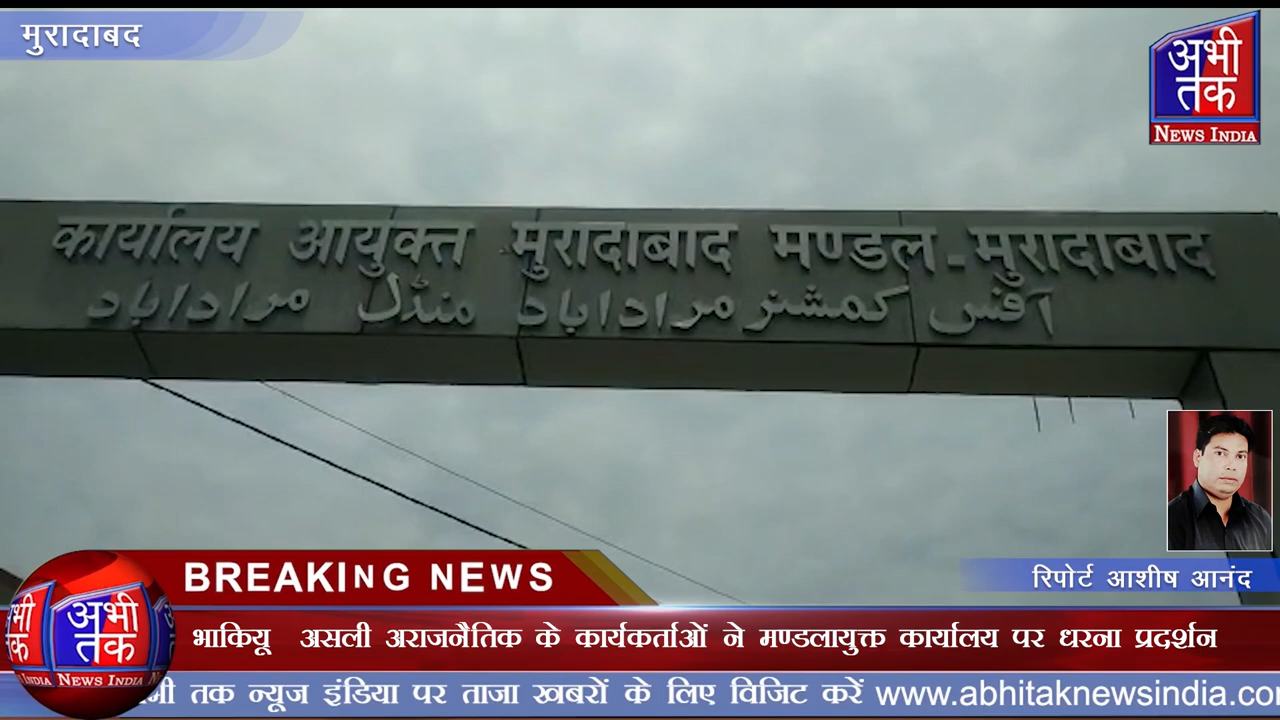 मुरादाबद
अभी
तक
NEWS INDIA
कार्यालय आयुक्त मुरादाबाद मण्डल-मुरादाबाद
آفس کمشنر مراداباد منڈل مراداباد
BREAKING NEWS
रिपोर्ट आशीष आनंद
अभी
तक
NEWS INDIA
भाकियू असली अराजनैतिक के कार्यकर्ताओं ने मण्डलायुक्त कार्यालय पर धरना प्रदर्शन
तक न्यूज इंडिया पर ताजा खबरों के लिए विजिट करें www.abhitaknewsindia.co